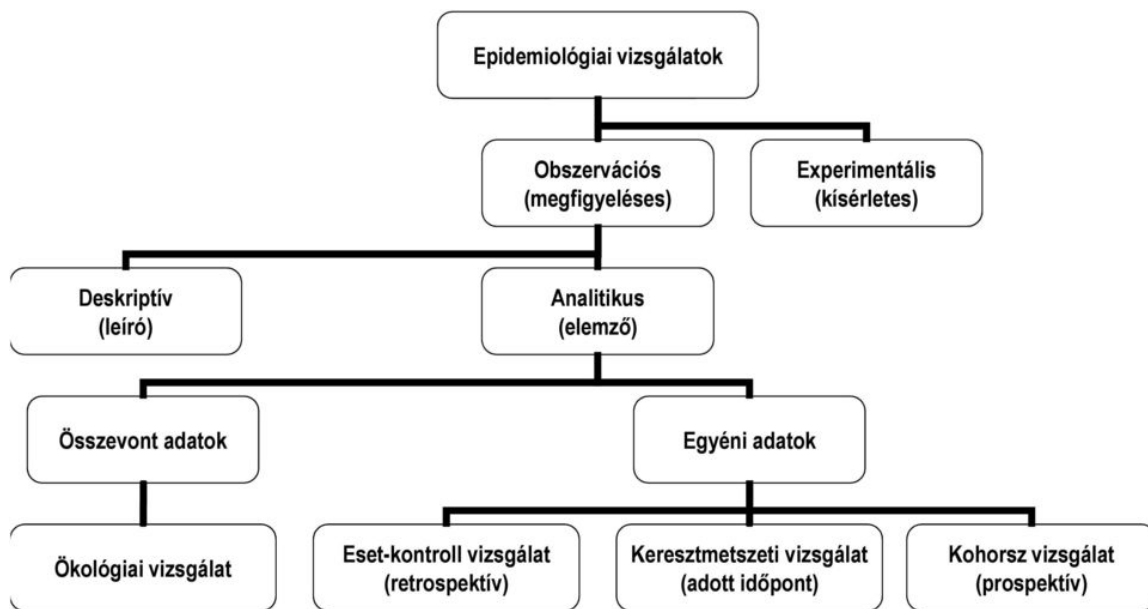 Epidemiológiai vizsgálatok
Obszervációs
(megfigyeléses)
Experimentális
(kísérletes)
Deskriptív
(leíró)
Analitikus
(elemző)
Összevont adatok
Egyéni adatok
Ökológiai vizsgálat
Eset-kontroll vizsgálat
(retrospektív)
Keresztmetszeti vizsgálat
(adott időpont)
Kohorsz vizsgálat
(prospektív)